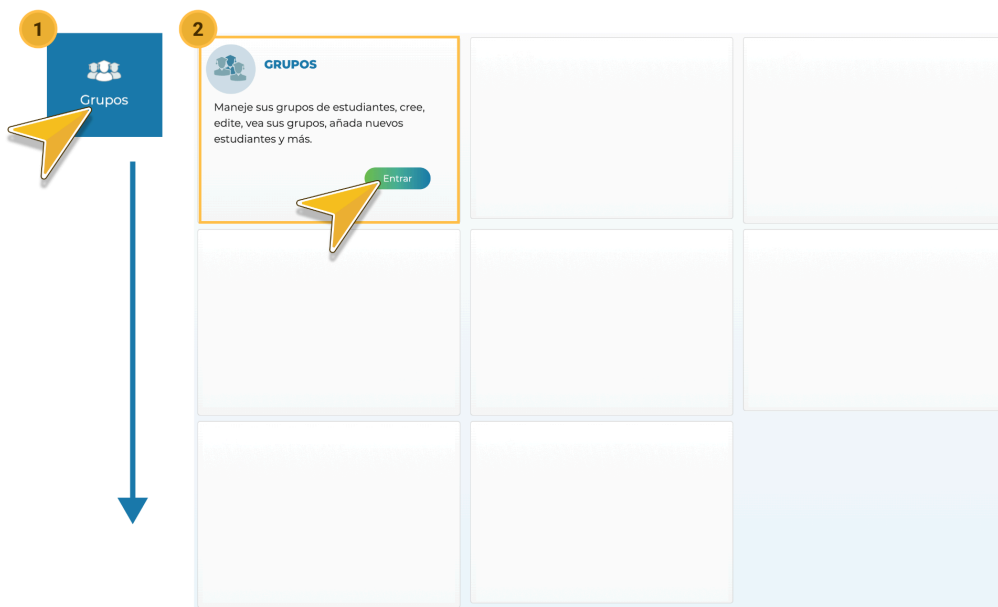 1
Grupos
2
GRUPOS
Maneje sus grupos de estudiantes, cree,
edite, vea sus grupos, añada nuevos
estudiantes y más.
Entrar